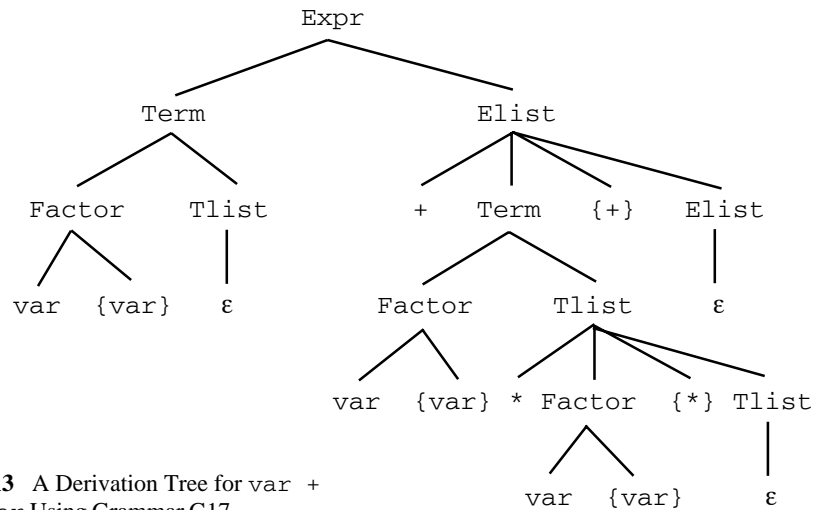 Expr
Term Elist
Factor Tlist + Term {+} Elist
var {var} ε Factor Tlist ε
var {var} * Factor {*} Tlist
13 A Derivation Tree for var +
var {var} ε
Using Grammar G17